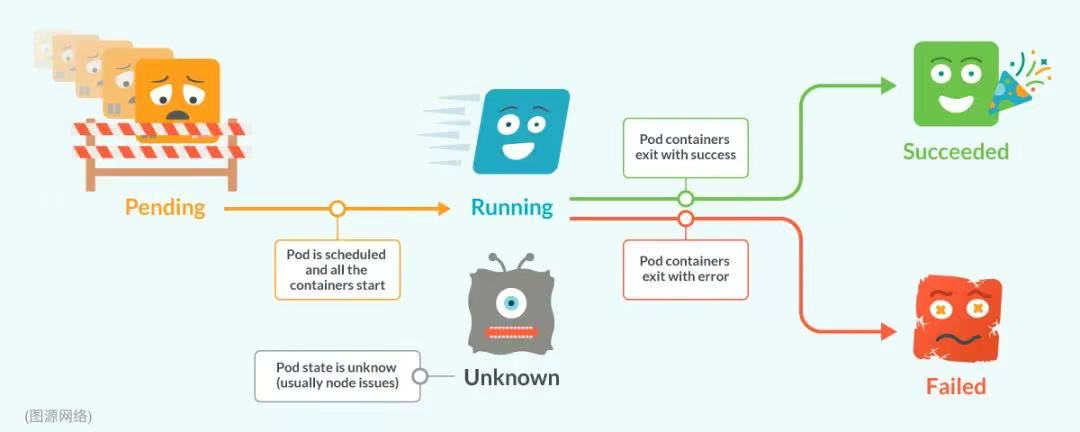 Pending
Pod is scheduled
and all the
containers start
Running
Pod containers
exit with success
Pod containers
exit with error
Succeeded
Failed
Pod state is unknow
(usually node issues)
Unknown
(图源网络)